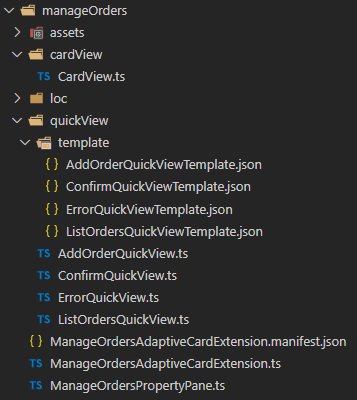 manageOrders
assets
cardView
TS CardView.ts
loc
quickView
template
{ } AddOrderQuickViewTemplate.json
{ } ConfirmQuickViewTemplate.json
{ } ErrorQuickViewTemplate.json
{ } ListOrdersQuickViewTemplate.json
TS AddOrderQuickView.ts
TS ConfirmQuickView.ts
TS ErrorQuickView.ts
TS ListOrdersQuickView.ts
{ } ManageOrdersAdaptiveCardExtension.manifest.json
TS ManageOrdersAdaptiveCardExtension.ts
TS ManageOrdersPropertyPane.ts